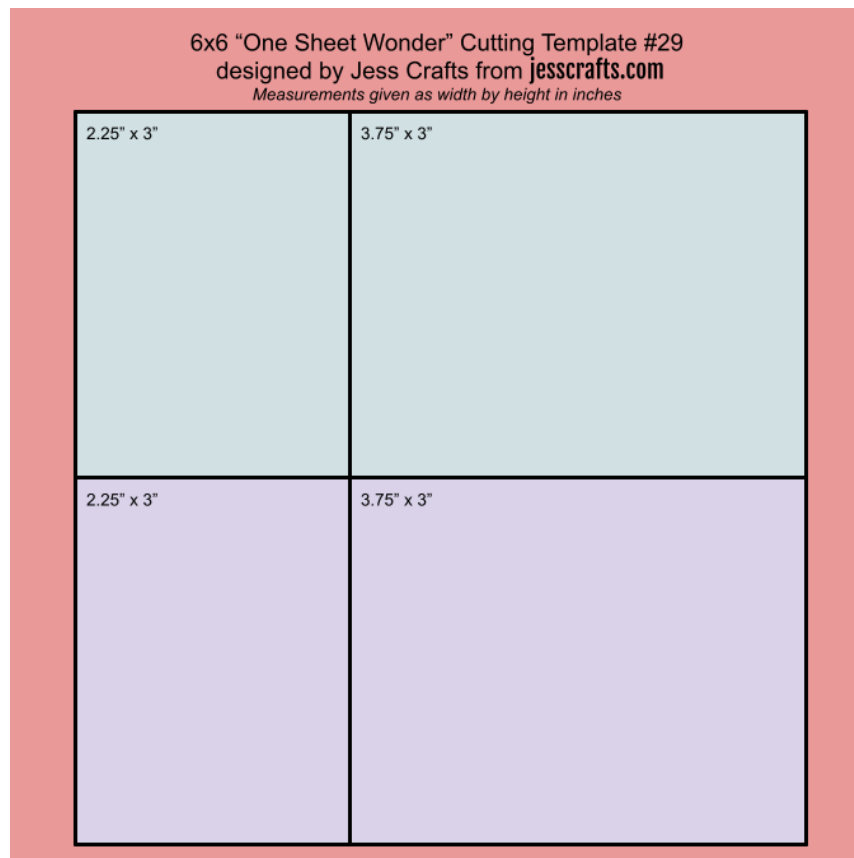 6x6 “One Sheet Wonder” Cutting Template #29
designed by Jess Crafts from jesscrafts.com
Measurements given as width by height in inches
2.25” x 3”
3.75” x 3”
2.25” x 3”
3.75” x 3”